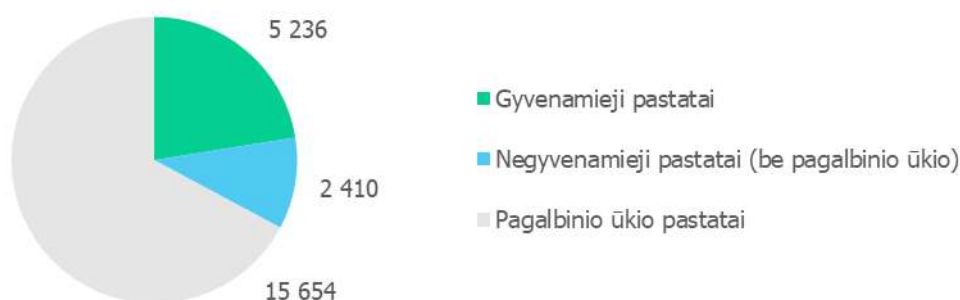 5 236
2 410
15 654
Gyvenamieji pastatai
Negyvenamieji pastatai (be pagalbinio ūkio)
Pagalbinio ūkio pastatai